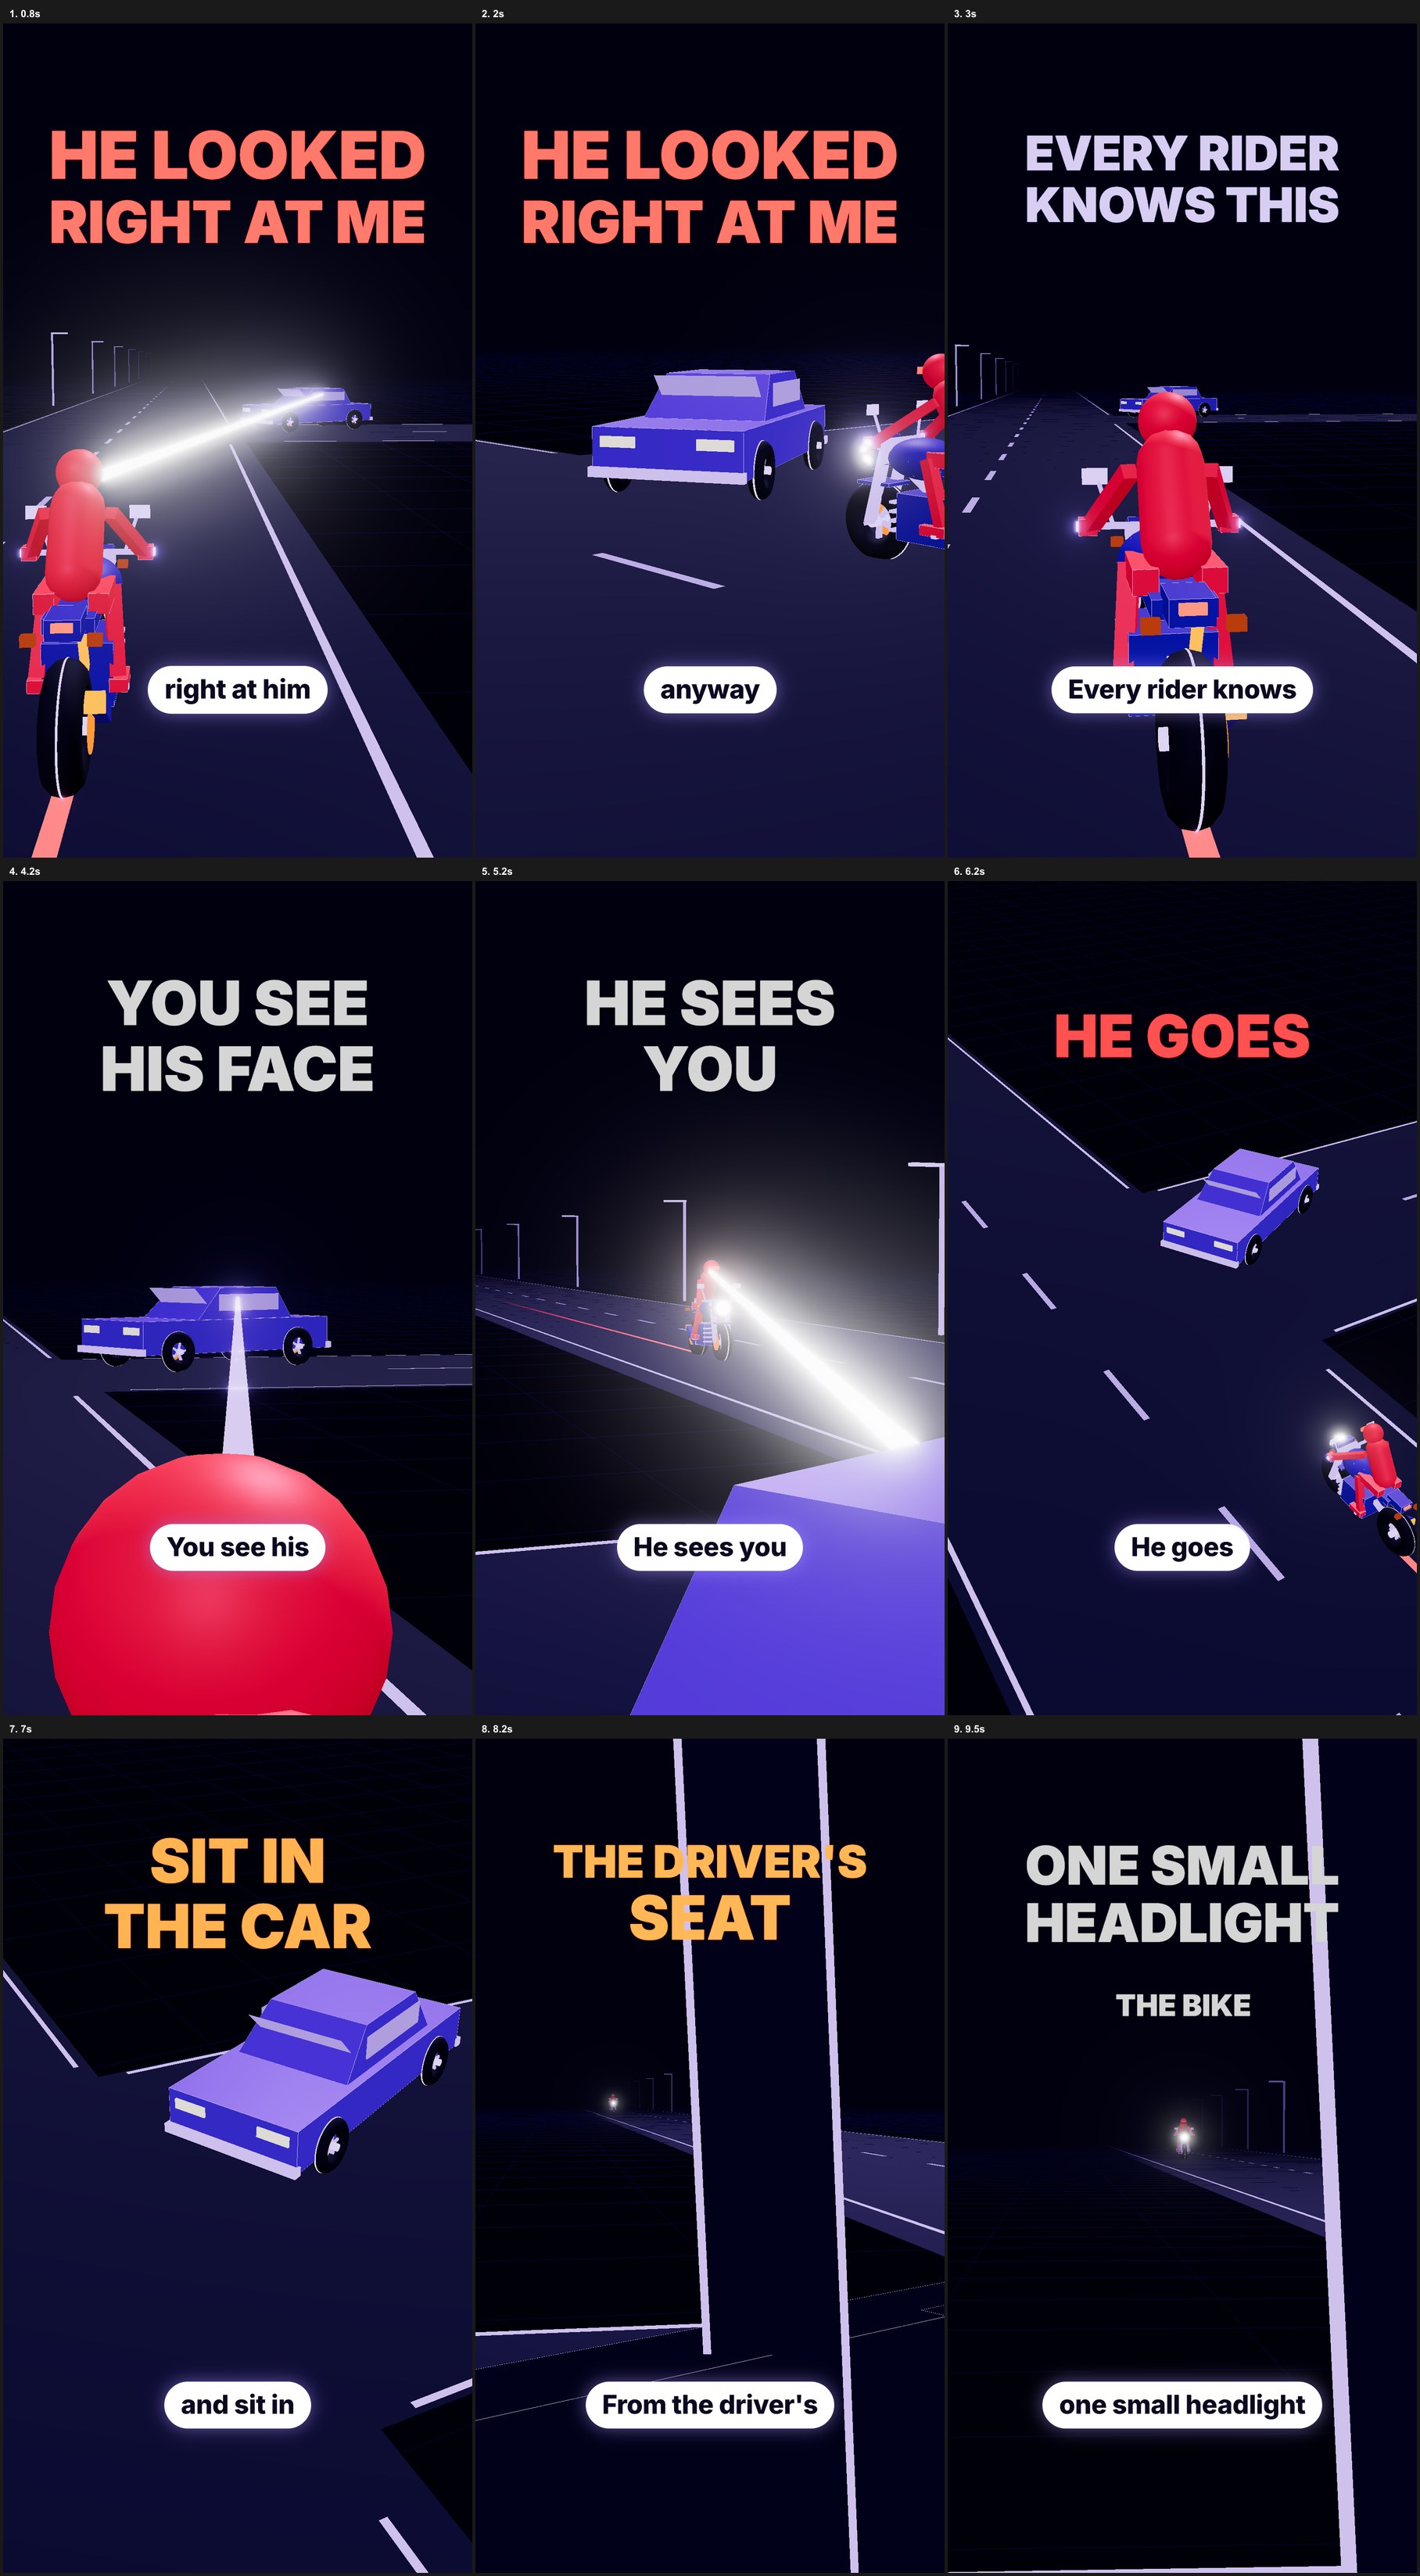 1. 0.8s
HE LOOKED
RIGHT AT ME
right at him
2. 2s
HE LOOKED
RIGHT AT ME
anyway
3. 3s
EVERY RIDER
KNOWS THIS
Every rider knows
4. 4.2s
YOU SEE
HIS FACE
You see his
5. 5.2s
HE SEES
YOU
He sees you
6. 6.2s
HE GOES
He goes
7. 7s
SIT IN
THE CAR
and sit in
8. 8.2s
THE DRIVER'S
SEAT
From the driver's
9. 9.5s
ONE SMALL
HEADLIGHT
THE BIKE
one small headlight